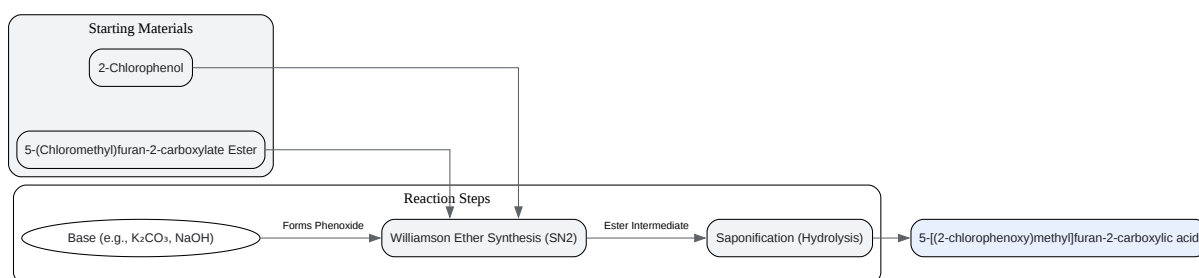 Starting Materials
2-Chlorophenol
5-(Chloromethyl)furan-2-carboxylate Ester
Reaction Steps
Base (e.g., K₂CO₃, NaOH)
Forms Phenoxide
Williamson Ether Synthesis (SN2)
Ester Intermediate
Saponification (Hydrolysis)
5-[(2-chlorophenoxy)methyl]furan-2-carboxylic acid